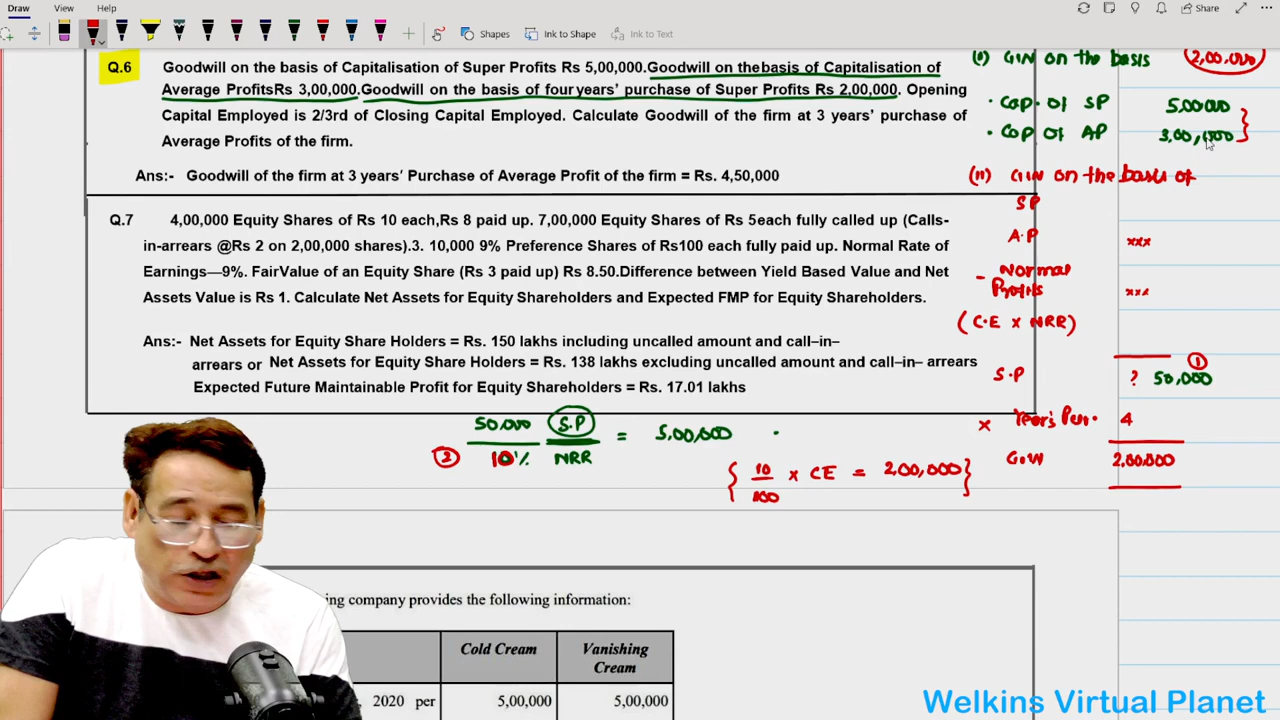 Draw View Help
Share
Shapes Ink to Shape Ink to Text
Q.6 Goodwill on the basis of Capitalisation of Super Profits Rs 5,00,000.Goodwill on thebasis of Capitalisation of
Average ProfitsRs 3,00,000.Goodwill on the basis of fouryears' purchase of Super Profits Rs 2,00,000. Opening
Capital Employed is 2/3rd of Closing Capital Employed. Calculate Goodwill of the firm at 3 years' purchase of
Average Profits of the firm.
Ans:- Goodwill of the firm at 3 years' Purchase of Average Profit of the firm = Rs. 4,50,000
Q.7 4,00,000 Equity Shares of Rs 10 each,Rs 8 paid up. 7,00,000 Equity Shares of Rs 5each fully called up (Calls-
in-arrears @Rs 2 on 2,00,000 shares).3. 10,000 9% Preference Shares of Rs100 each fully paid up. Normal Rate of
Earnings—9%. FairValue of an Equity Share (Rs 3 paid up) Rs 8.50.Difference between Yield Based Value and Net
Assets Value is Rs 1. Calculate Net Assets for Equity Shareholders and Expected FMP for Equity Shareholders.
Ans:- Net Assets for Equity Share Holders = Rs. 150 lakhs including uncalled amount and call–in–
arrears or Net Assets for Equity Share Holders = Rs. 138 lakhs excluding uncalled amount and call–in– arrears
Expected Future Maintainable Profit for Equity Shareholders = Rs. 17.01 lakhs
(i) G/W on the basis 2,00,000
• Cap. of SP 5,00,000
• Cap of AP 3,00,000
(ii) G/W on the basis of
SP
A.P xxx
- Normal
Profits xxx
(C.E x NRR)
①
S.P ? 50,000
x Year's Pur. 4
G.W 2,00,000
50,000 S.P = 5,00,000
② 10% NRR
{ 10 x CE = 2,00,000 }
100
ing company provides the following information:
Cold Cream Vanishing
Cream
2020 per 5,00,000 5,00,000
Welkins Virtual Planet